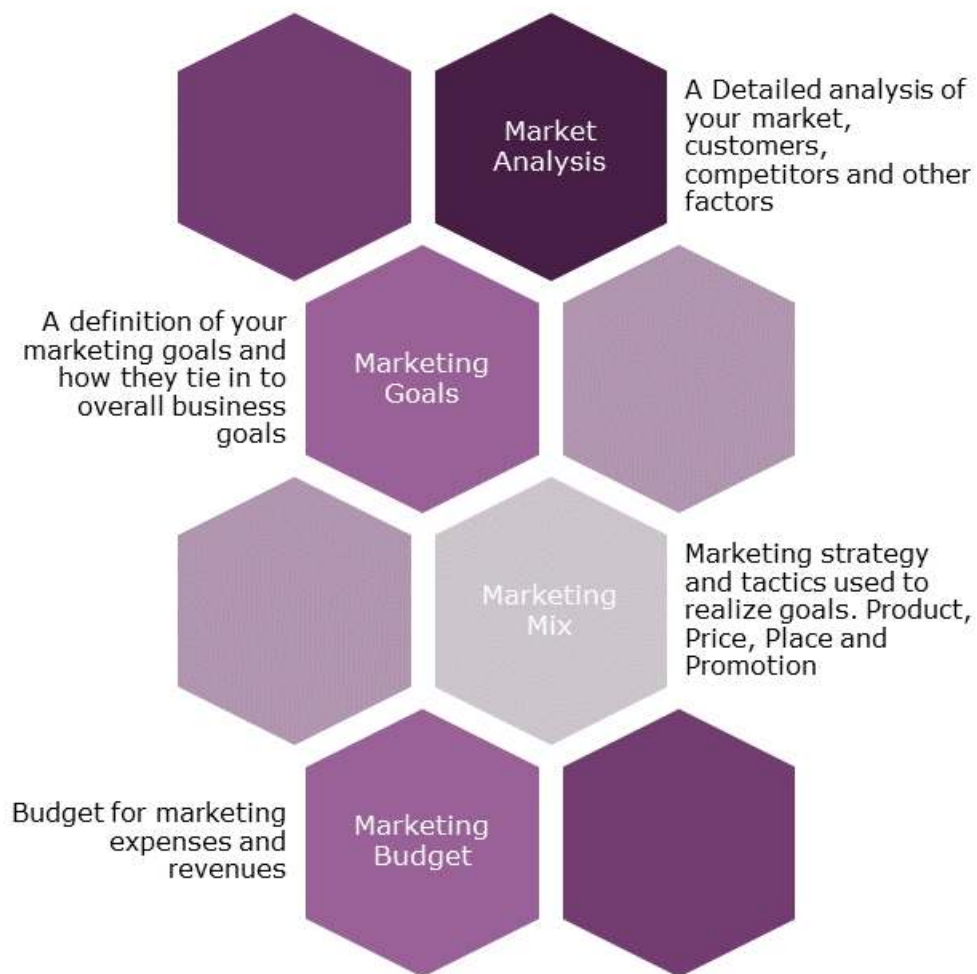 Market
Analysis
A Detailed analysis of
your market,
customers,
competitors and other
factors
A definition of your
marketing goals and
how they tie in to
overall business
goals
Marketing
Goals
Marketing
Mix
Marketing strategy
and tactics used to
realize goals. Product,
Price, Place and
Promotion
Budget for marketing
expenses and
revenues
Marketing
Budget